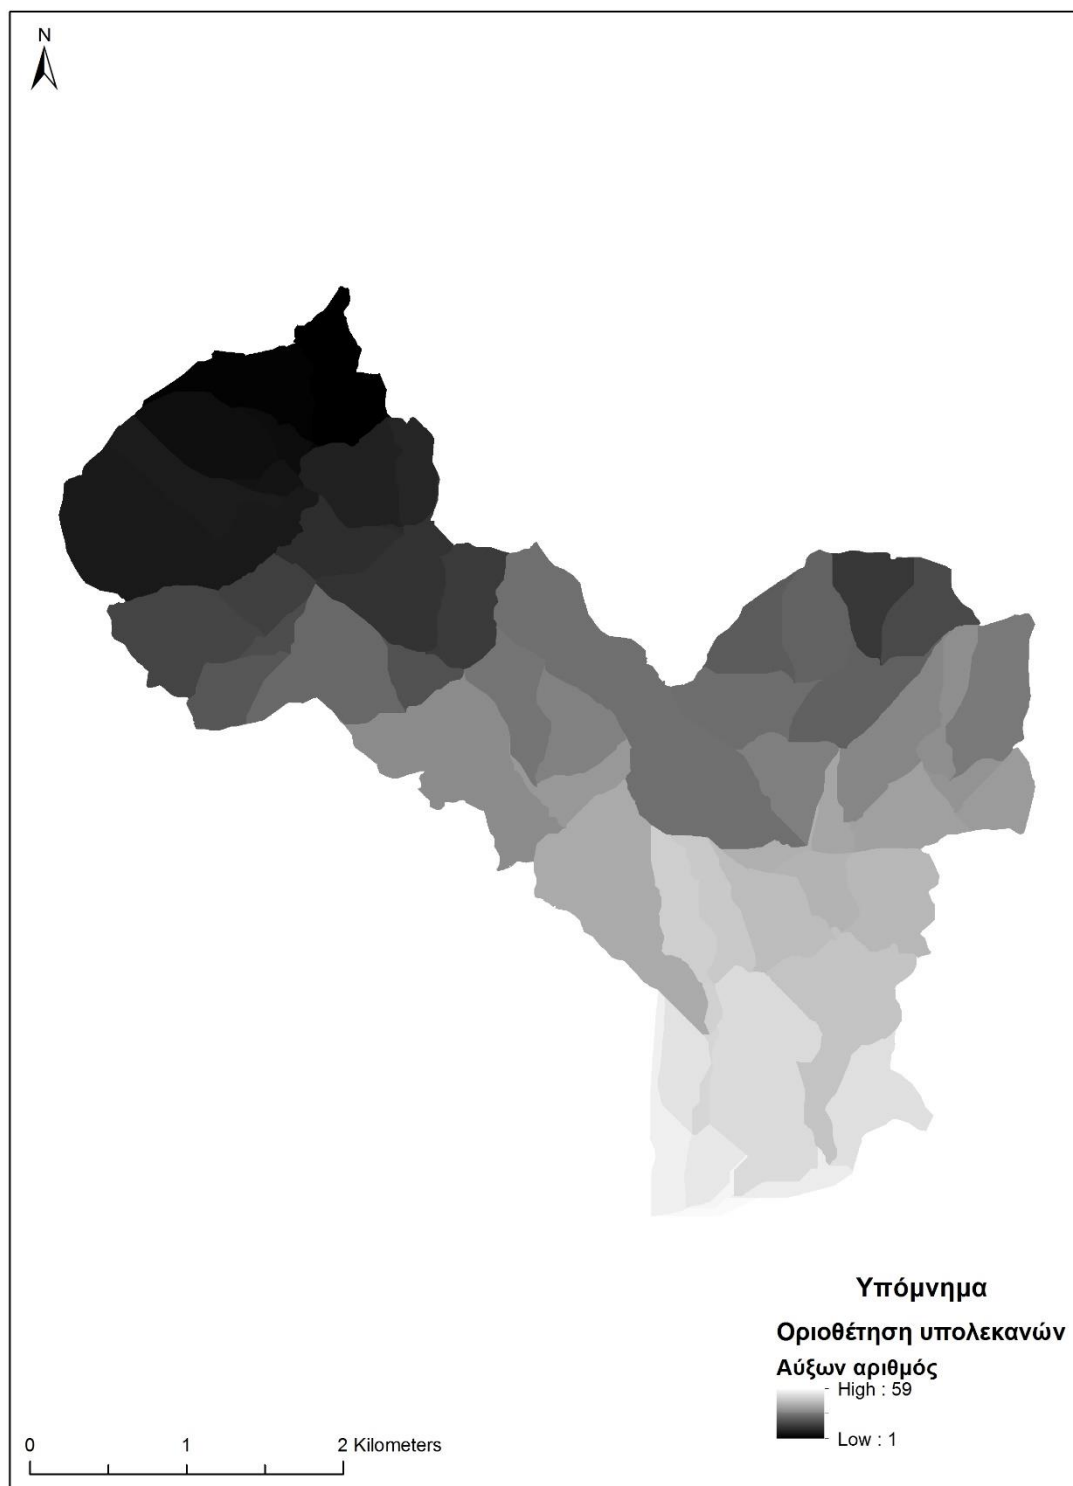 N
Υπόμνημα
Οριοθέτηση υπολεκανών
Αύξων αριθμός
High : 59
Low : 1
0 1 2 Kilometers